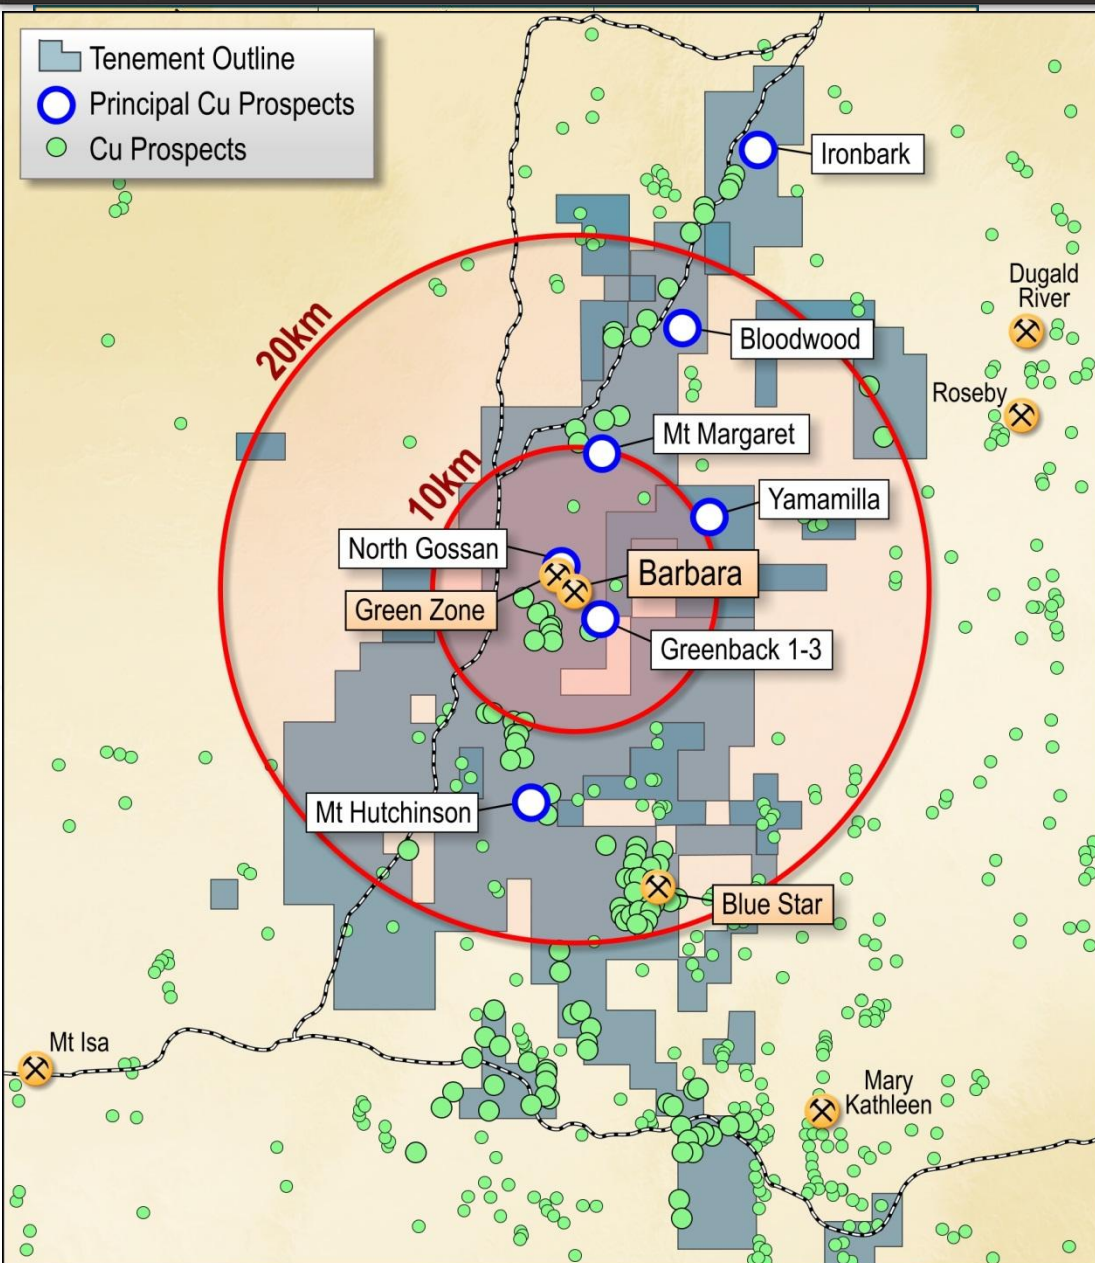 Tenement Outline
Principal Cu Prospects
Cu Prospects
Ironbark
Dugald
River
20km
Bloodwood
Roseby
Mt Margaret
10km
Yamamilla
North Gossan
Barbara
Green Zone
Greenback 1-3
Mt Hutchinson
Blue Star
Mt Isa
Mary
Kathleen